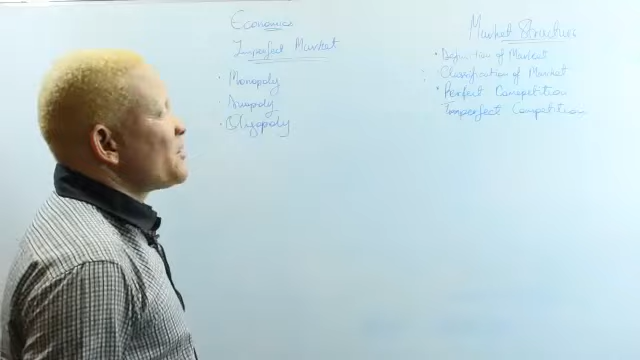 Economics
Imperfect Market
· Monopoly
· Duopoly
· Oligopoly
Market Structure
· Definition of Market
· Classification of Market
· Perfect Competition
· Imperfect Competition